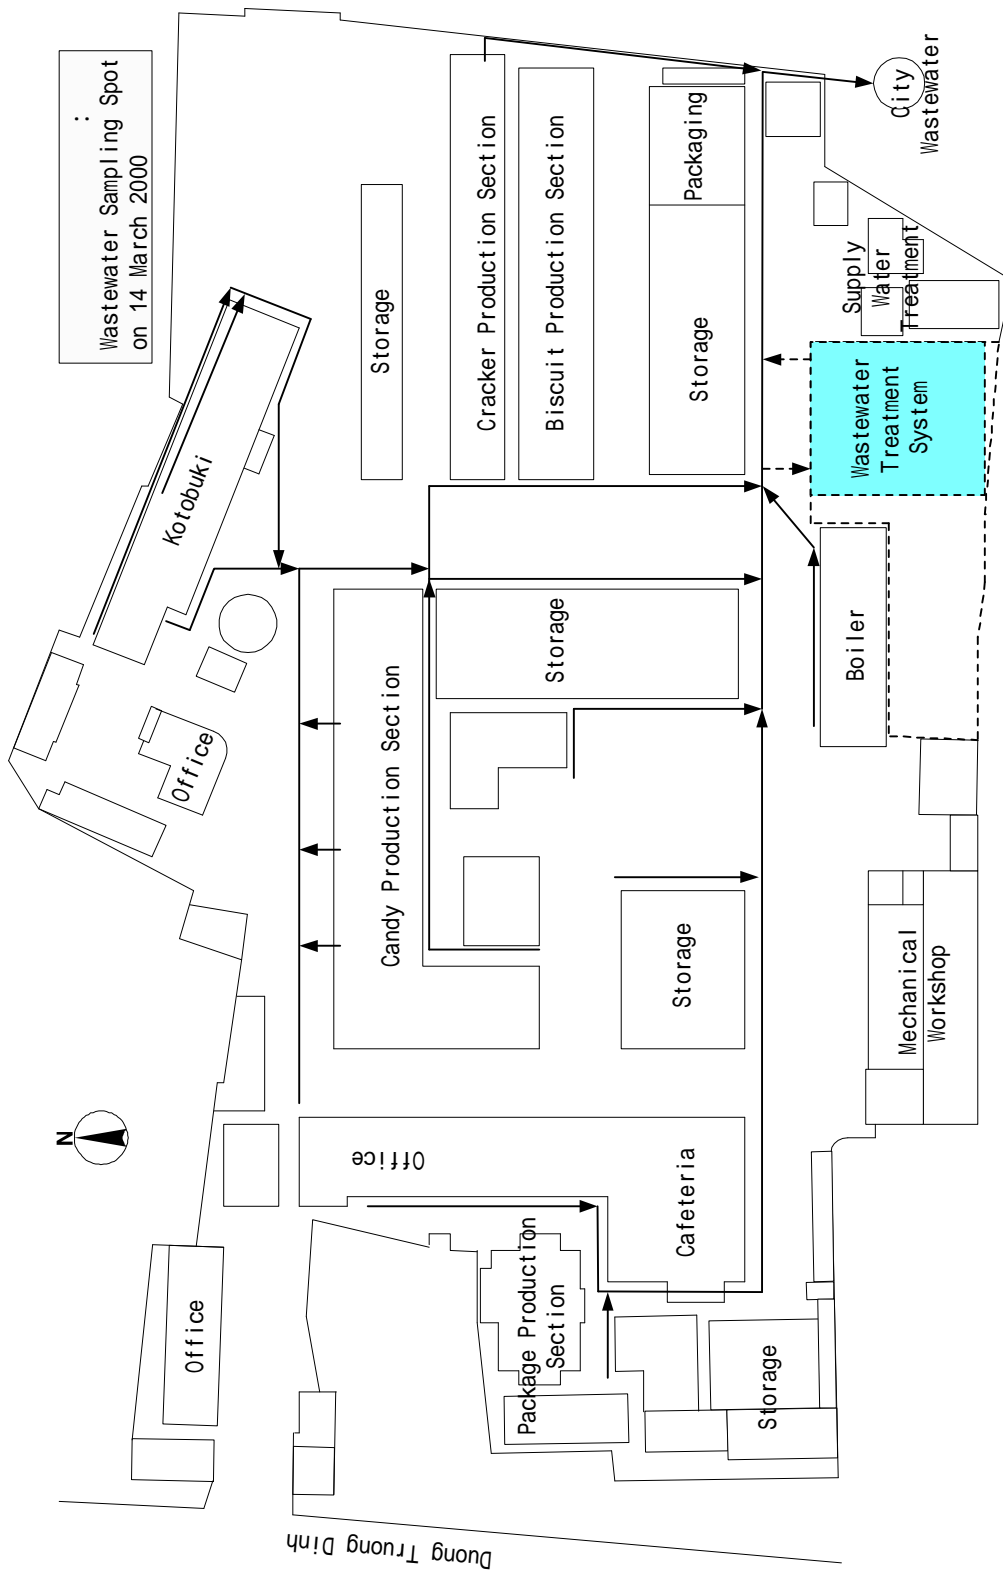 :
Wastewater Sampling Spot
on 14 March 2000
N
Office
Office
Kotobuki
Storage
Cracker Production Section
Biscuit Production Section
Packaging
Storage
City
Wastewater
Supply
Water
Treatment
Wastewater
Treatment
System
Boiler
Storage
Candy Production Section
Storage
Mechanical
Workshop
Office
Cafeteria
Package Production
Section
Storage
Duong Truong Dinh